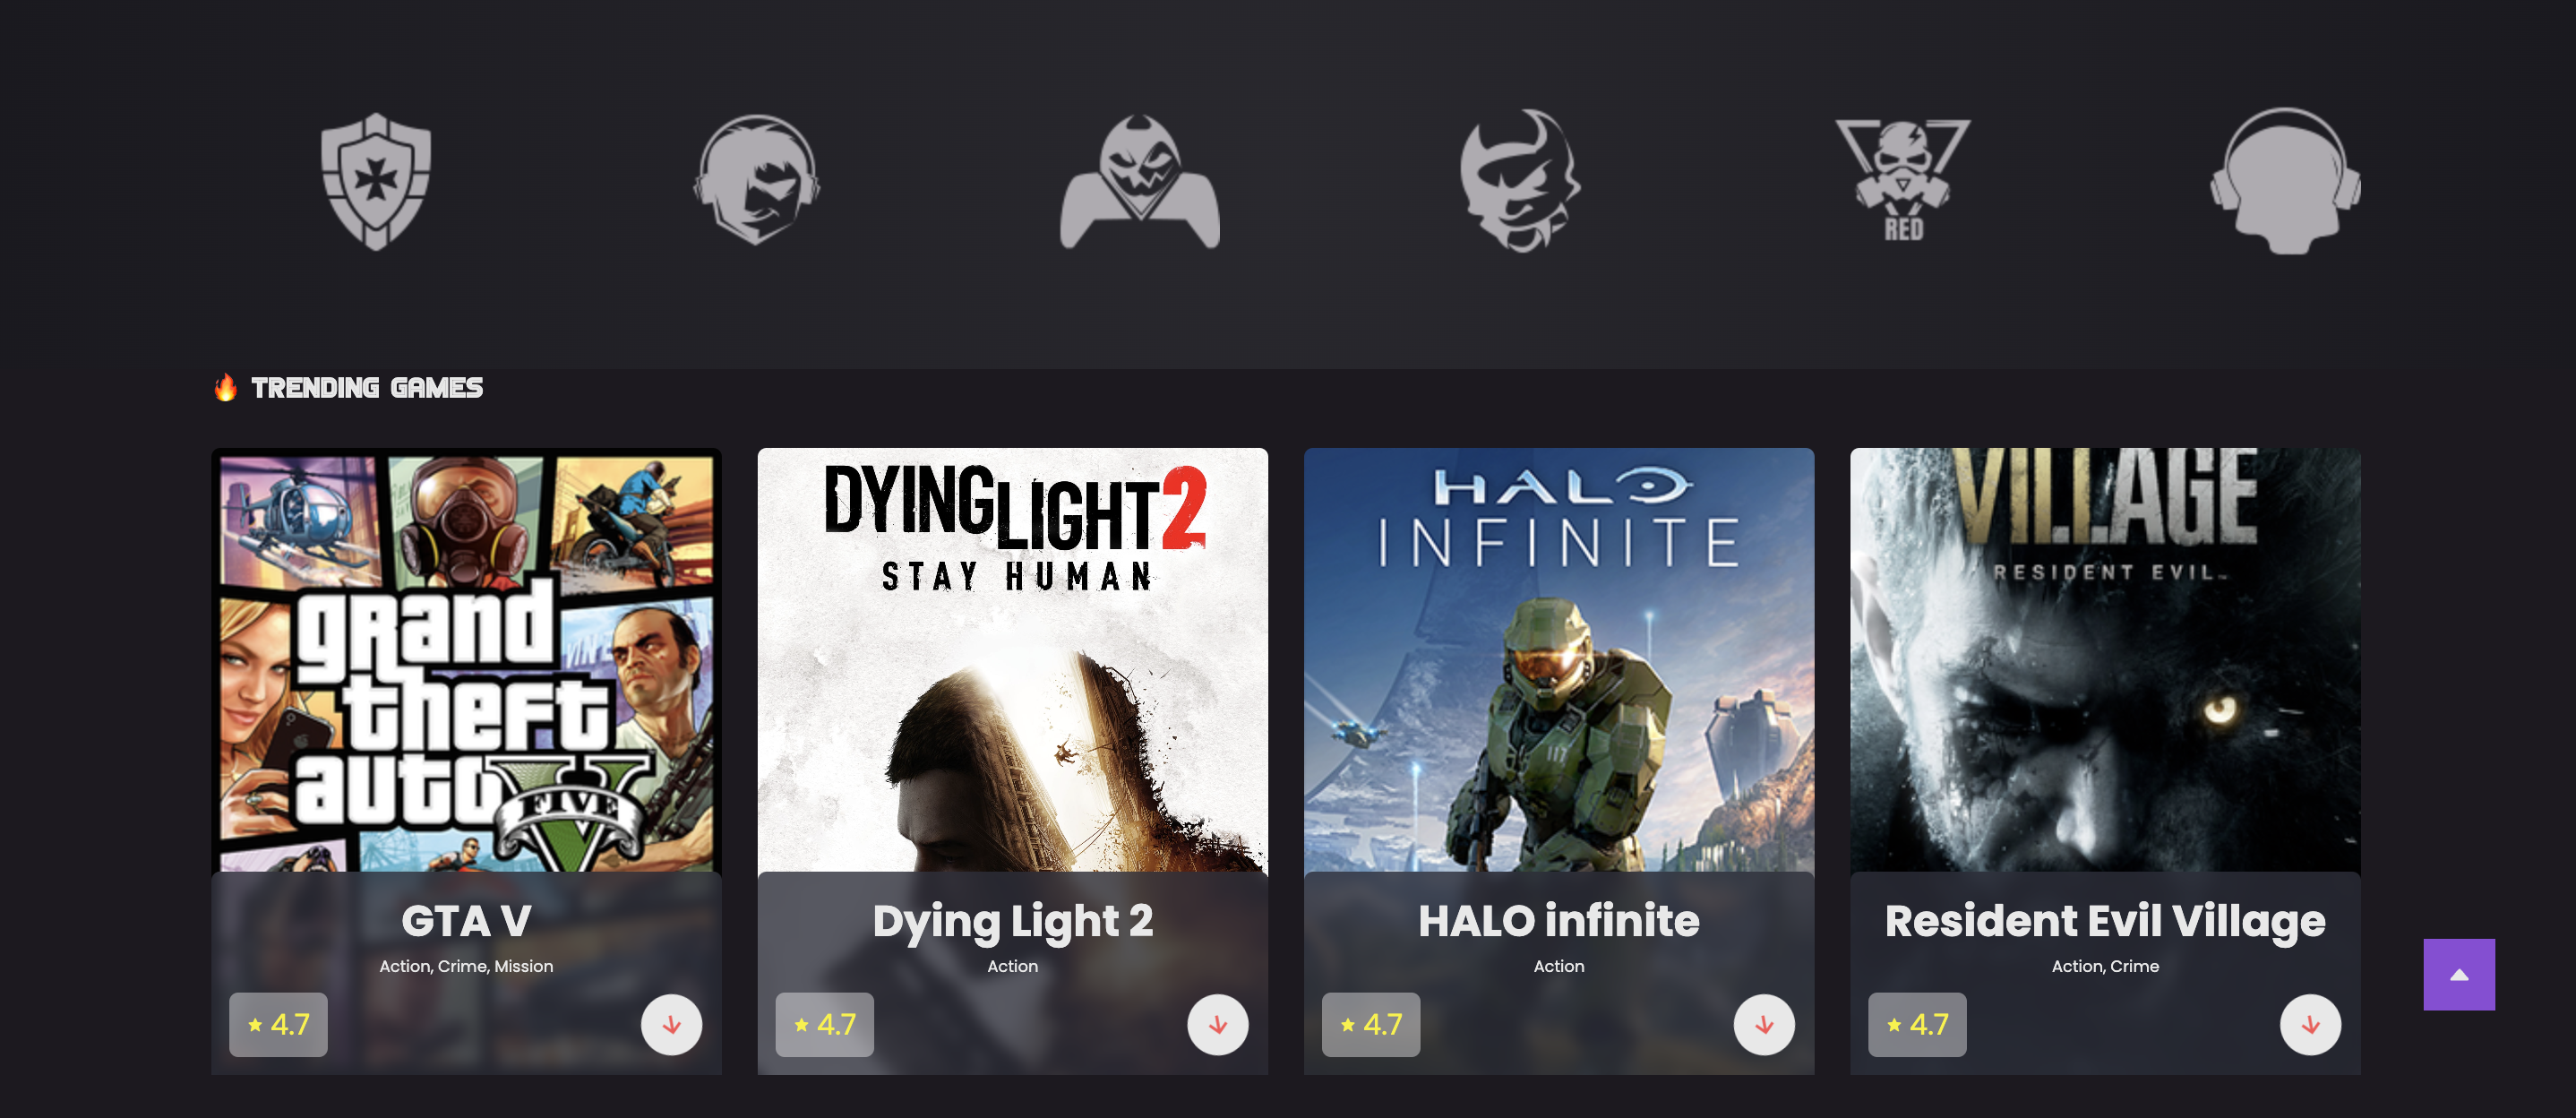 RED
🔥 TRENDING GAMES
grand
theft
auto V
FIVE
GTA V
Action, Crime, Mission
4.7
DYING LIGHT 2
STAY HUMAN
Dying Light 2
Action
4.7
HALO
INFINITE
117
HALO infinite
Action
4.7
VILLAGE
RESIDENT EVIL™
Resident Evil Village
Action, Crime
4.7